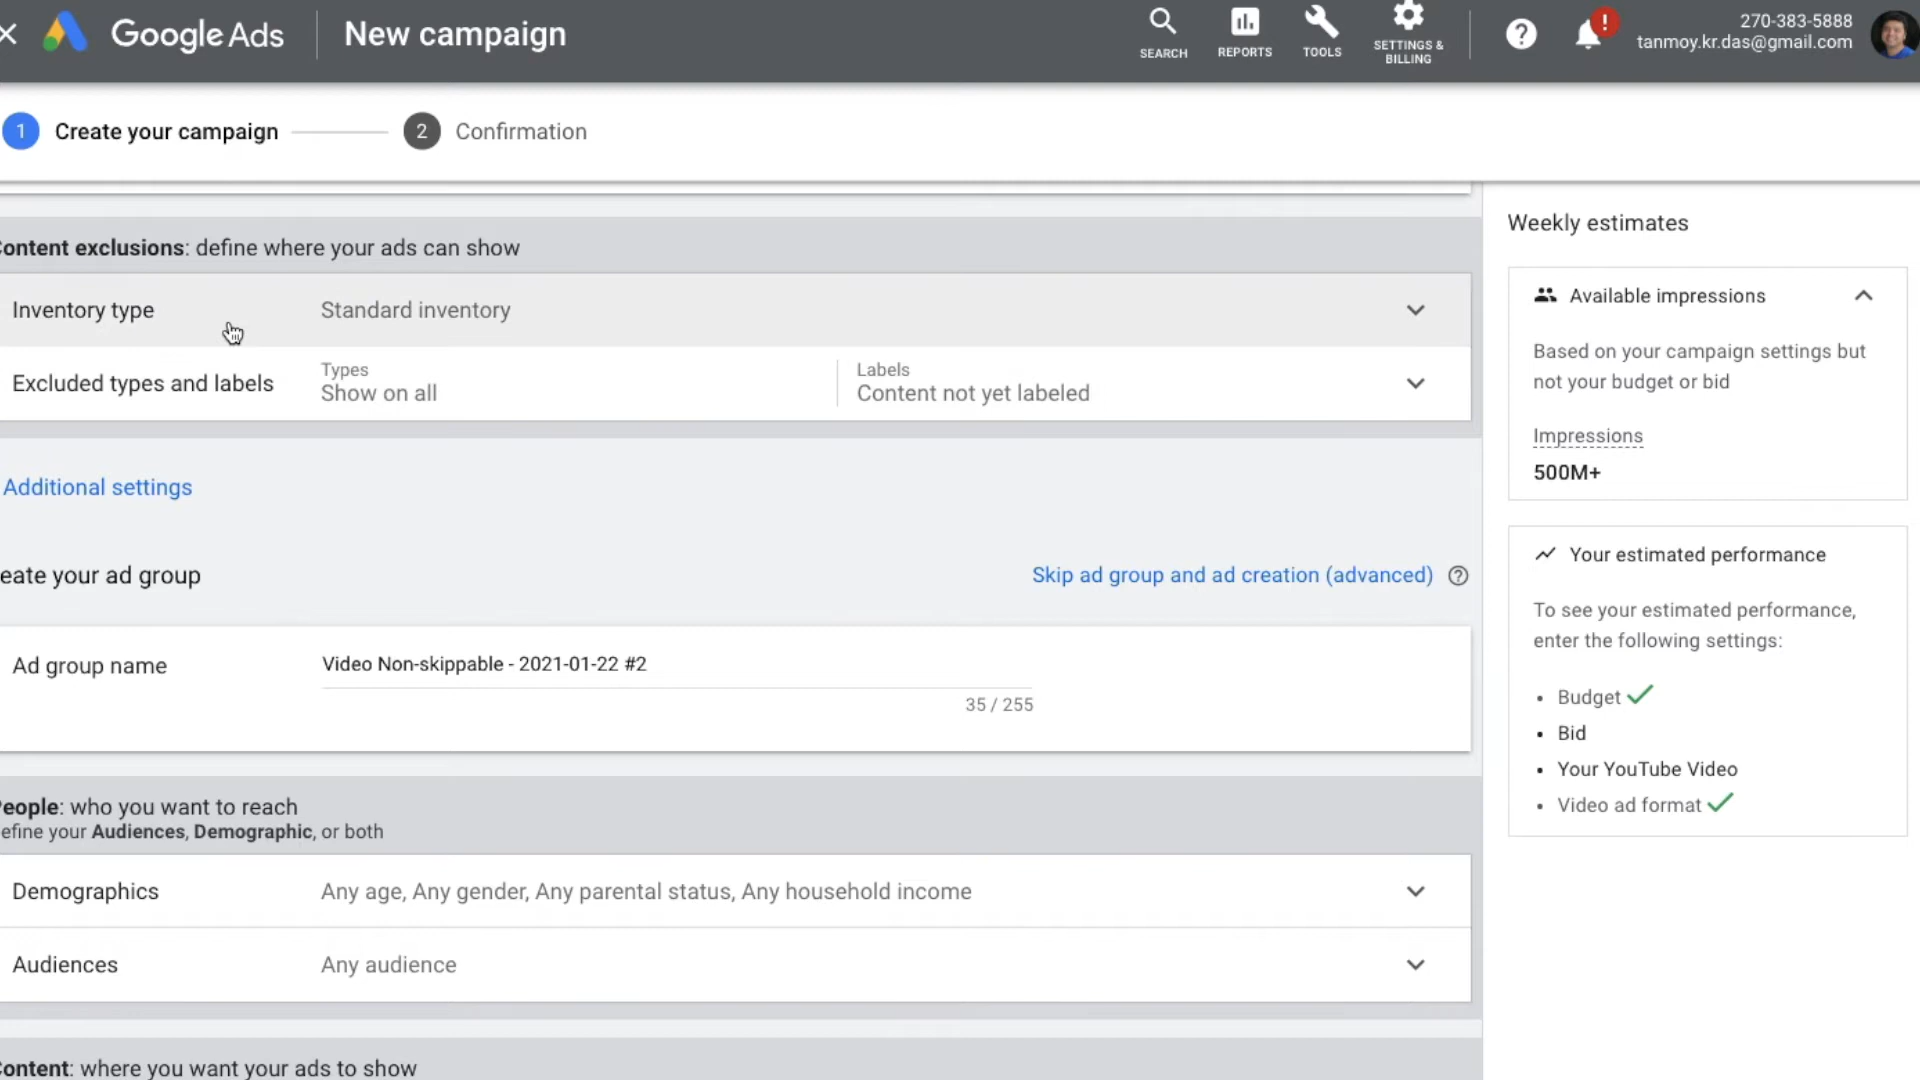 Google Ads
New campaign
SEARCH
REPORTS
TOOLS
SETTINGS &
BILLING
?
!
270-383-5888
tanmoy.kr.das@gmail.com
1 Create your campaign
2 Confirmation
ontent exclusions: define where your ads can show
Inventory type
Standard inventory
Excluded types and labels
Types
Show on all
Labels
Content not yet labeled
Additional settings
eate your ad group
Skip ad group and ad creation (advanced) ?
Ad group name
Video Non-skippable - 2021-01-22 #2
35 / 255
eople: who you want to reach
efine your Audiences, Demographic, or both
Demographics
Any age, Any gender, Any parental status, Any household income
Audiences
Any audience
ontent: where you want your ads to show
Weekly estimates
Available impressions
Based on your campaign settings but
not your budget or bid
Impressions
500M+
Your estimated performance
To see your estimated performance,
enter the following settings:
• Budget
• Bid
• Your YouTube Video
• Video ad format